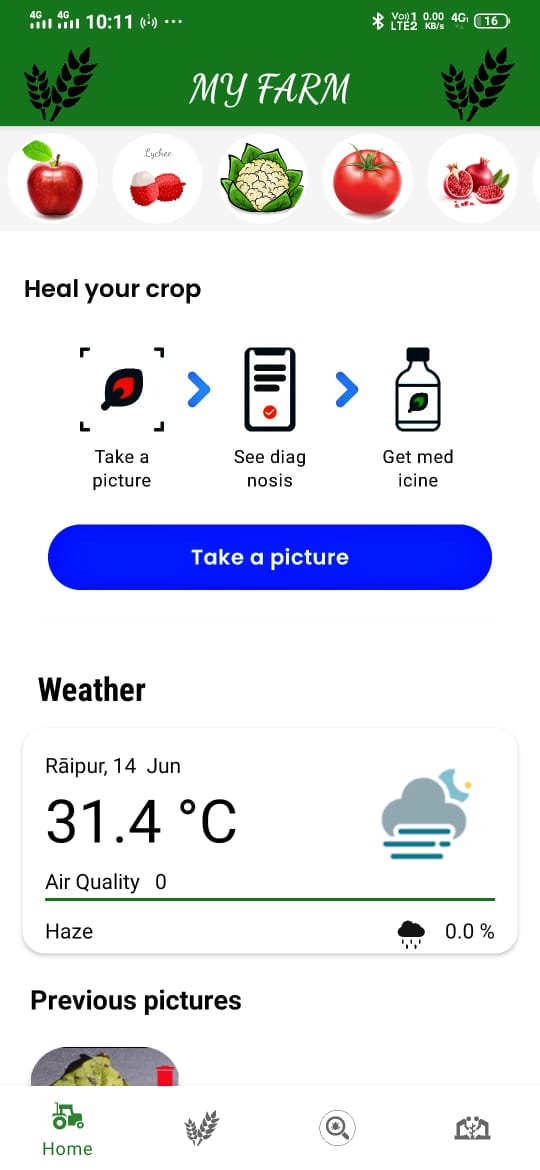 4G 4G 10:11 ... Vo) 1 LTE2 0.00 KB/s 4G 16
MY FARM
Lychee
Heal your crop
Take a
picture
See diag
nosis
Get med
icine
Take a picture
Weather
Rāipur, 14 Jun
31.4 °C
Air Quality 0
Haze 0.0 %
Previous pictures
Home